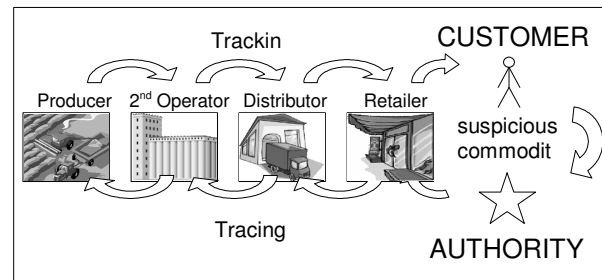 Trackin
CUSTOMER
Producer 2nd Operator Distributor Retailer
suspicious
commodit
Tracing
AUTHORITY